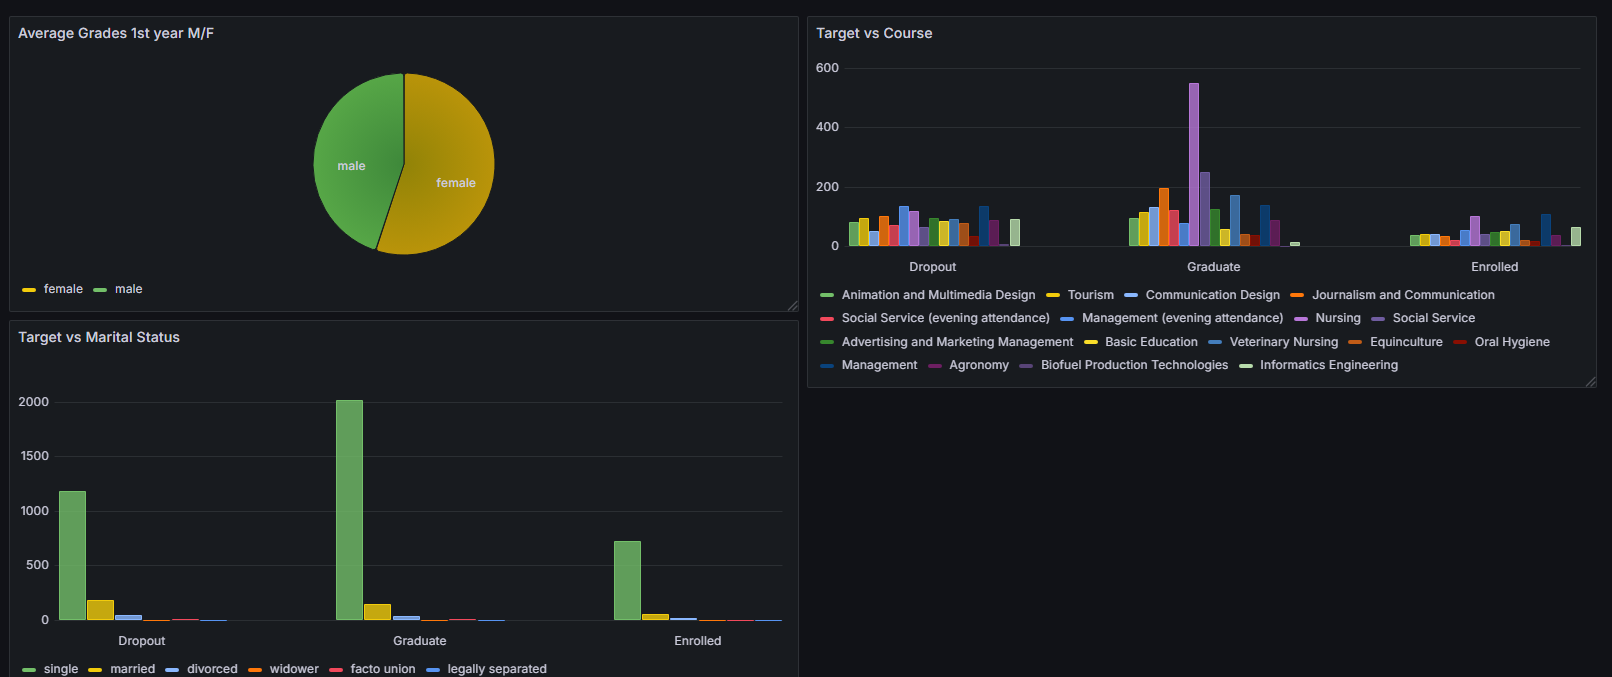 Average Grades 1st year M/F
male
female
female male
Target vs Marital Status
2000
1500
1000
500
0
Dropout Graduate Enrolled
single married divorced widower facto union legally separated
Target vs Course
600
400
200
0
Dropout Graduate Enrolled
Animation and Multimedia Design Tourism Communication Design Journalism and Communication
Social Service (evening attendance) Management (evening attendance) Nursing Social Service
Advertising and Marketing Management Basic Education Veterinary Nursing Equinculture Oral Hygiene
Management Agronomy Biofuel Production Technologies Informatics Engineering